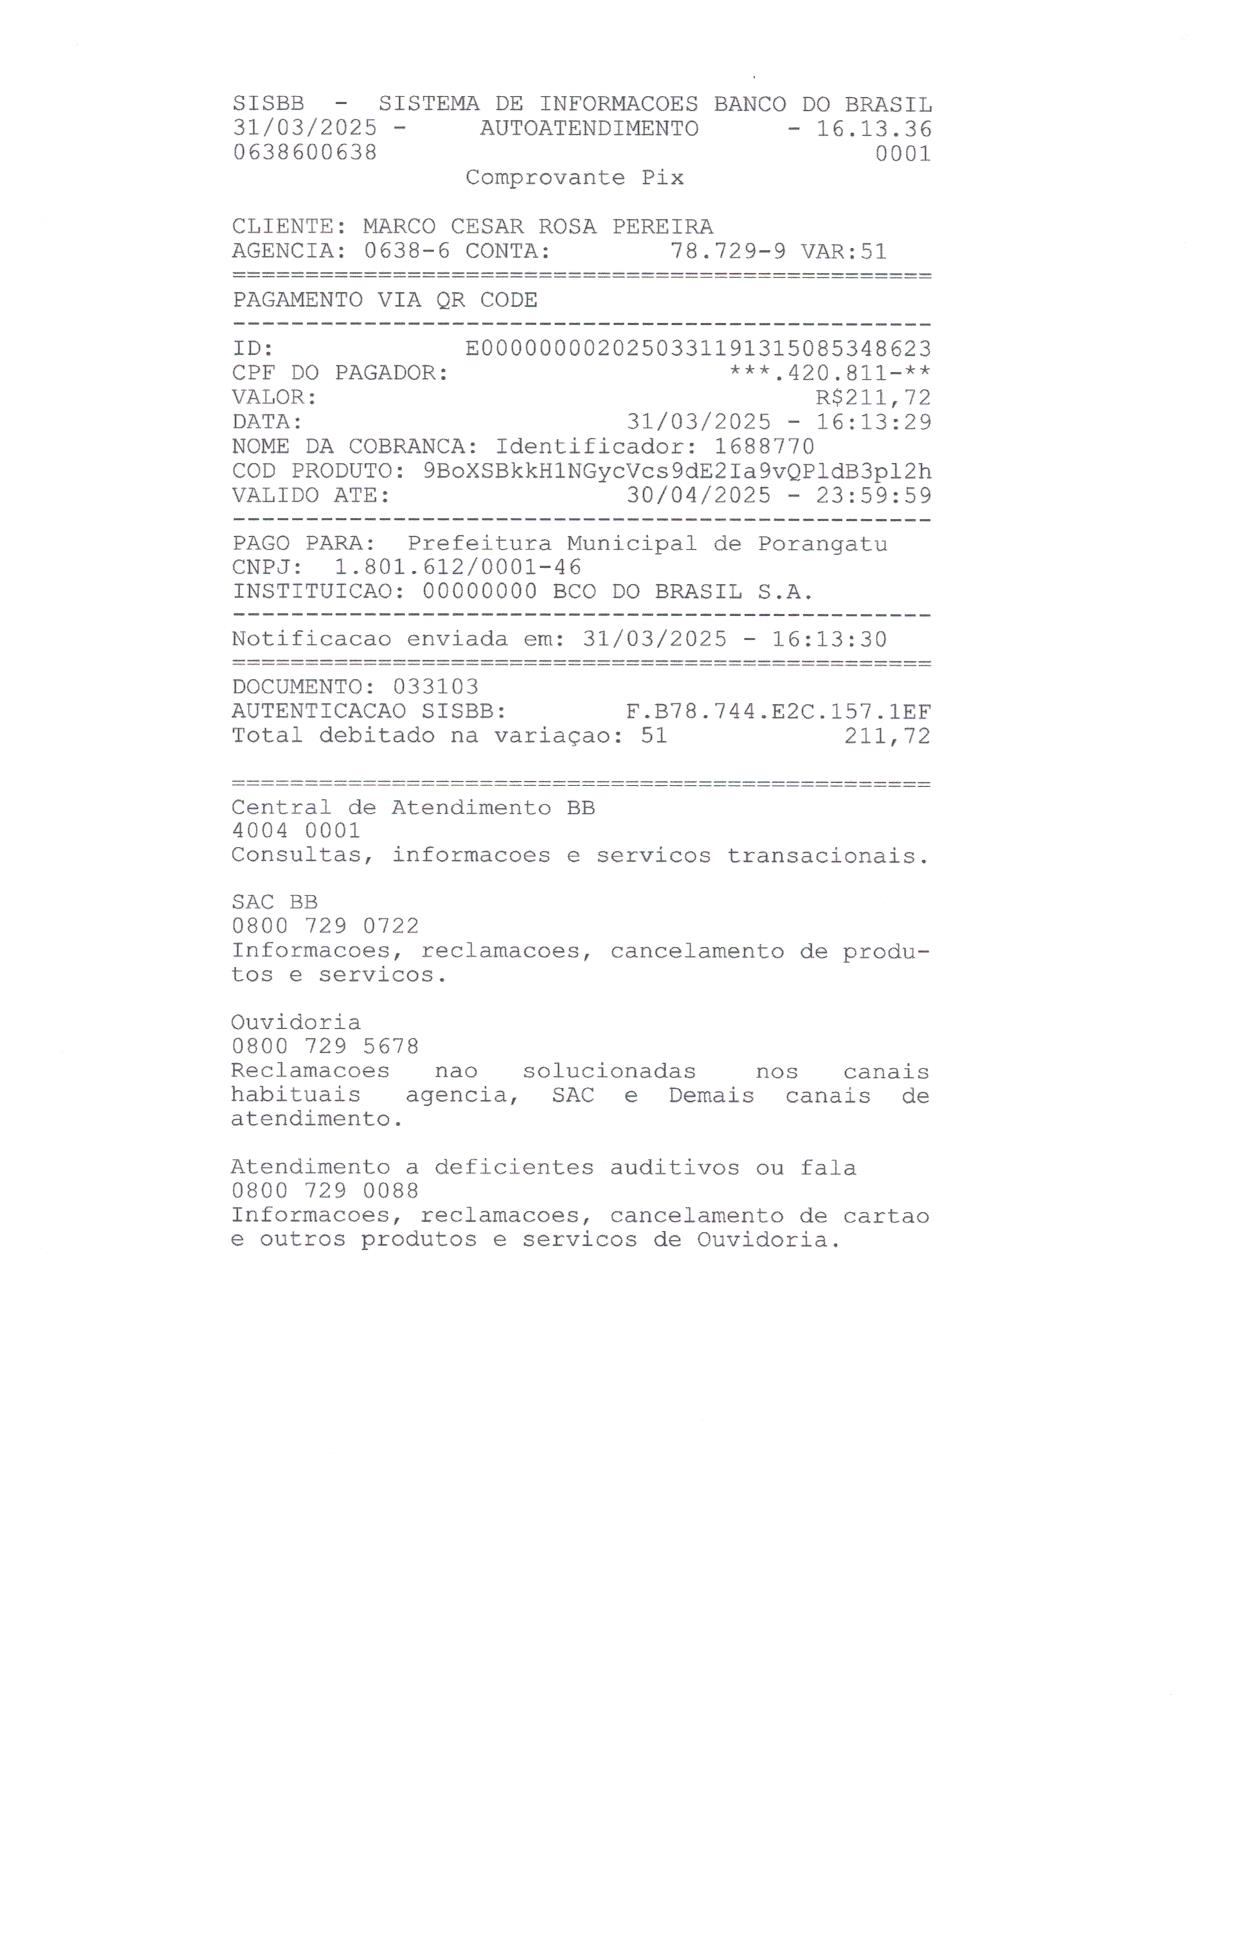 SISBB - SISTEMA DE INFORMACOES BANCO DO BRASIL
31/03/2025 - AUTOATENDIMENTO - 16.13.36
0638600638 0001
Comprovante Pix
CLIENTE: MARCO CESAR ROSA PEREIRA
AGENCIA: 0638-6 CONTA: 78.729-9 VAR:51
================================================
PAGAMENTO VIA QR CODE
------------------------------------------------
ID: E00000000202503311913150853486​23
CPF DO PAGADOR: ***.420.811-**
VALOR: R$211,72
DATA: 31/03/2025 - 16:13:29
NOME DA COBRANCA: Identificador: 1688770
COD PRODUTO: 9BoXSBkkH1NGycVcs9dE2Ia9vQPldB3pl2h
VALIDO ATE: 30/04/2025 - 23:59:59
------------------------------------------------
PAGO PARA: Prefeitura Municipal de Porangatu
CNPJ: 1.801.612/0001-46
INSTITUICAO: 00000000 BCO DO BRASIL S.A.
------------------------------------------------
Notificacao enviada em: 31/03/2025 - 16:13:30
================================================
DOCUMENTO: 033103
AUTENTICACAO SISBB: F.B78.744.E2C.157.1EF
Total debitado na variaçao: 51 211,72
================================================
Central de Atendimento BB
4004 0001
Consultas, informacoes e servicos transacionais.
SAC BB
0800 729 0722
Informacoes, reclamacoes, cancelamento de produ-
tos e servicos.
Ouvidoria
0800 729 5678
Reclamacoes nao solucionadas nos canais
habituais agencia, SAC e Demais canais de
atendimento.
Atendimento a deficientes auditivos ou fala
0800 729 0088
Informacoes, reclamacoes, cancelamento de cartao
e outros produtos e servicos de Ouvidoria.